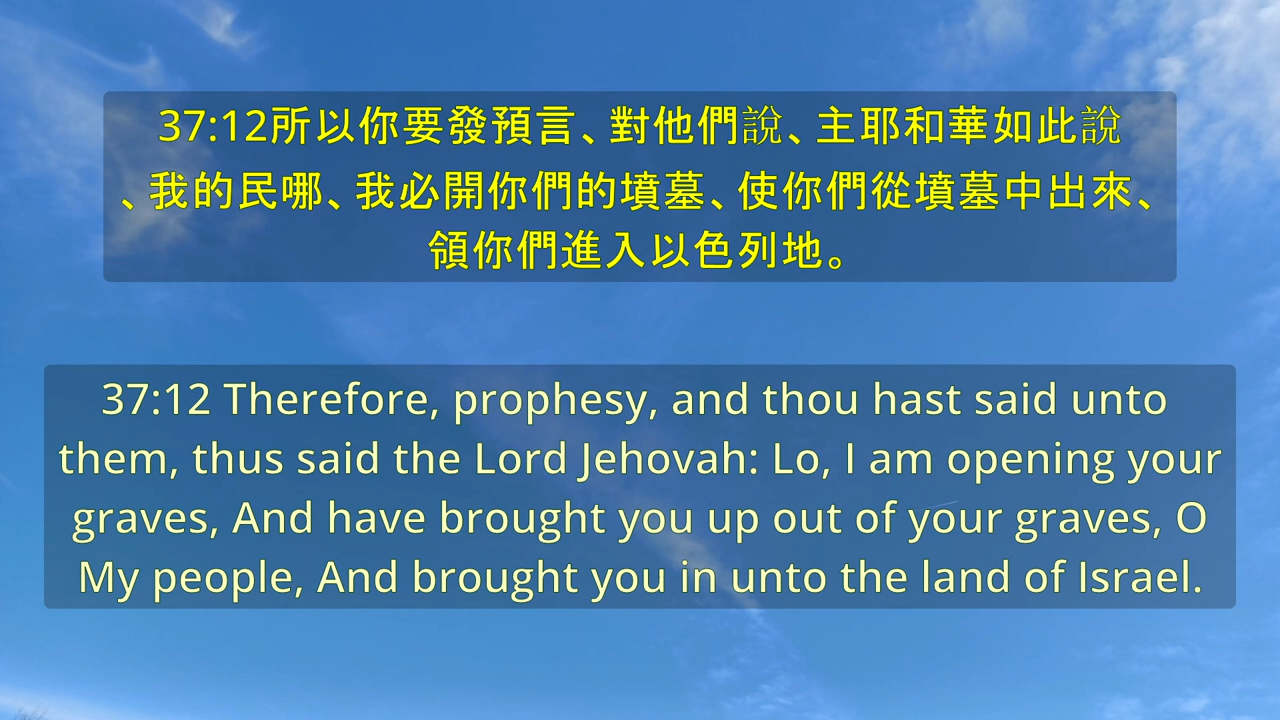 37:12所以你要發預言、對他們說、主耶和華如此說
、我的民哪、我必開你們的墳墓、使你們從墳墓中出來、
領你們進入以色列地。
37:12 Therefore, prophesy, and thou hast said unto
them, thus said the Lord Jehovah: Lo, I am opening your
graves, And have brought you up out of your graves, O
My people, And brought you in unto the land of Israel.